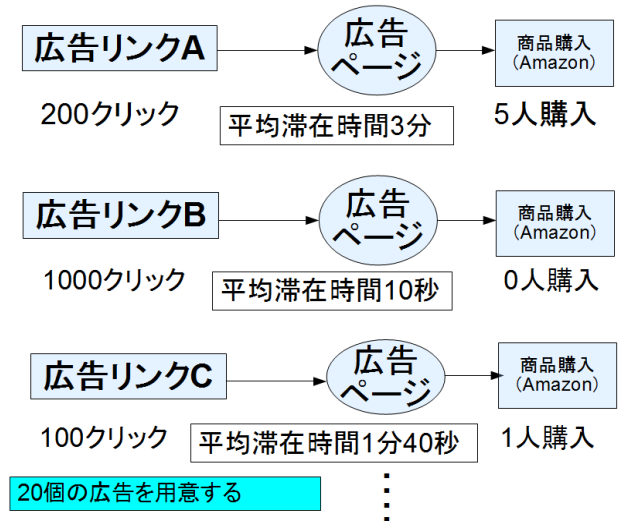 広告リンクA
広告
ページ
商品購入
(Amazon)
200クリック
平均滞在時間3分
5人購入
広告リンクB
広告
ページ
商品購入
(Amazon)
1000クリック
平均滞在時間10秒
0人購入
広告リンクC
広告
ページ
商品購入
(Amazon)
100クリック
平均滞在時間1分40秒
1人購入
20個の広告を用意する